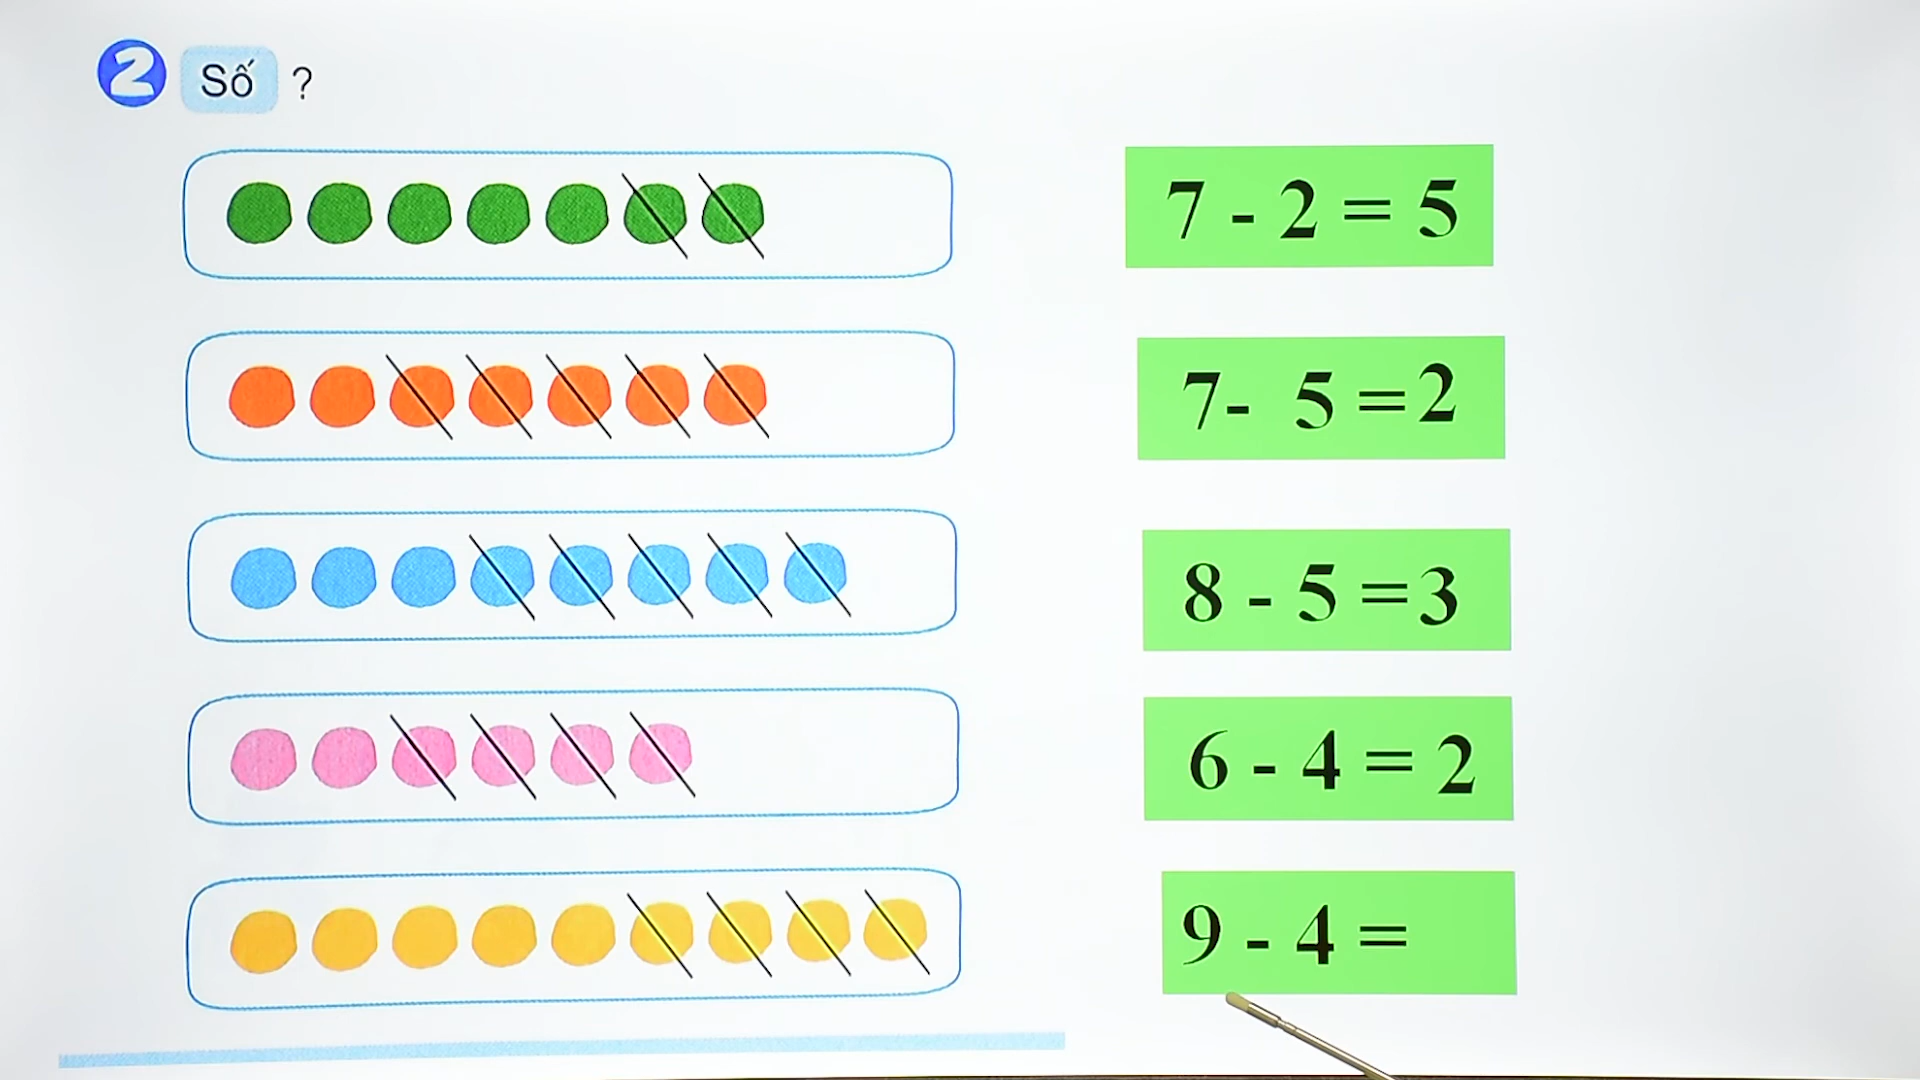 2 Số ?
7 - 2 = 5
7- 5 = 2
8 - 5 = 3
6 - 4 = 2
9 - 4 =